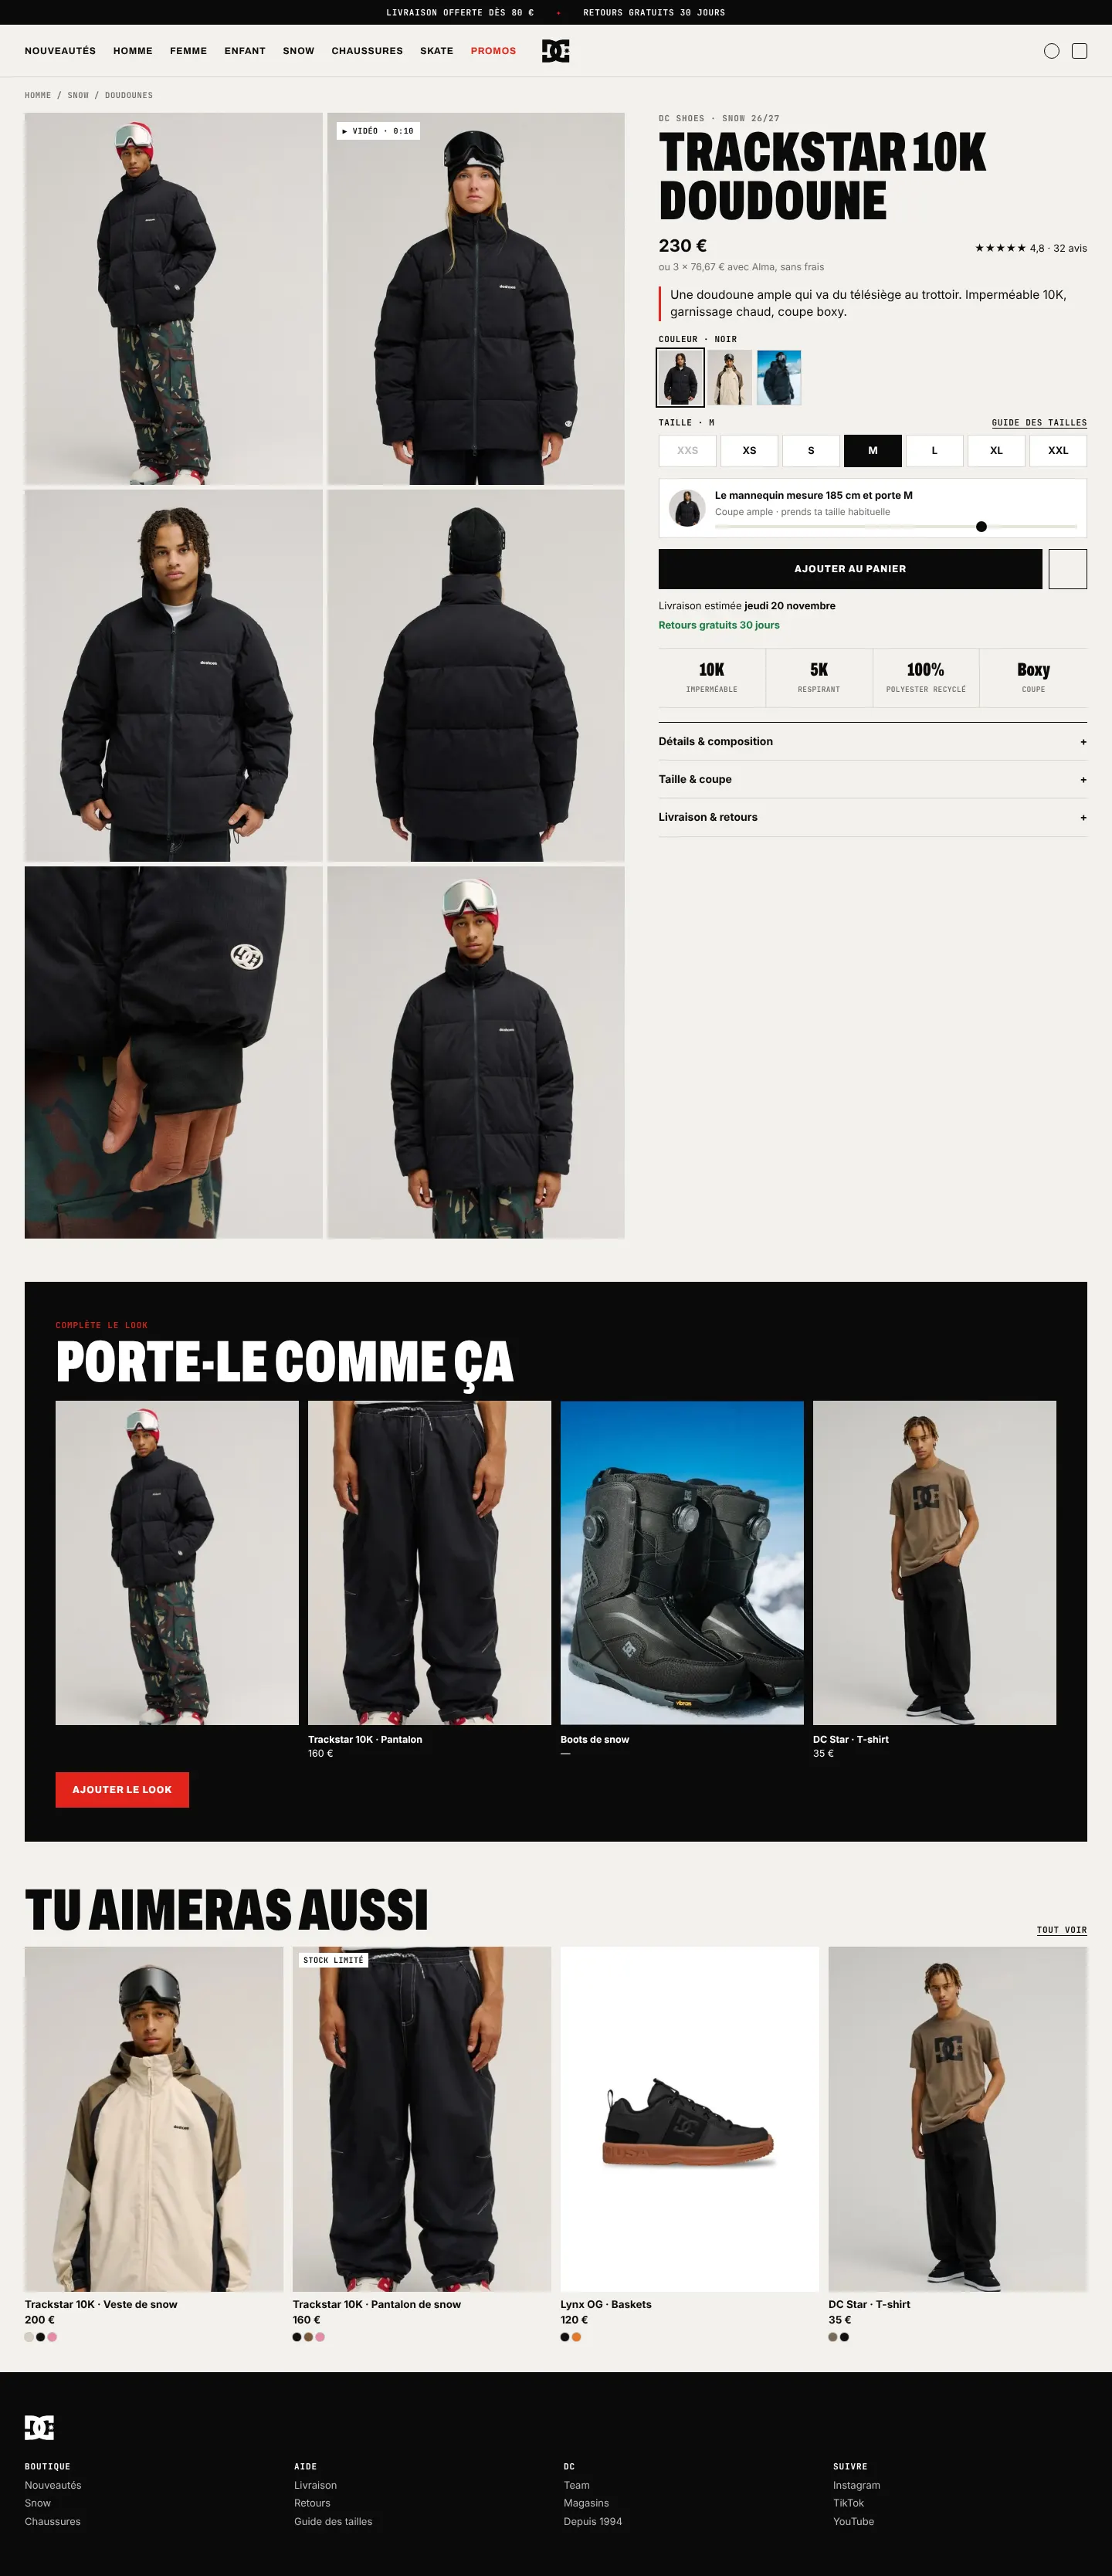 LIVRAISON OFFERTE DÈS 80 € • RETOURS GRATUITS 30 JOURS
NOUVEAUTÉS HOMME FEMME ENFANT SNOW CHAUSSURES SKATE PROMOS
HOMME / SNOW / DOUDOUNES
▶ VIDÉO · 0:10
DC SHOES · SNOW 26/27
TRACKSTAR 10K
DOUDOUNE
230 €
★★★★★ 4,8 · 32 avis
ou 3 × 76,67 € avec Alma, sans frais
Une doudoune ample qui va du télésiège au trottoir. Imperméable 10K,
garnissage chaud, coupe boxy.
COULEUR · NOIR
TAILLE · M
GUIDE DES TAILLES
XXS XS S M L XL XXL
Le mannequin mesure 185 cm et porte M
Coupe ample · prends ta taille habituelle
AJOUTER AU PANIER
Livraison estimée jeudi 20 novembre
Retours gratuits 30 jours
10K 5K 100% Boxy
IMPERMÉABLE RESPIRANT POLYESTER RECYCLÉ COUPE
Détails & composition +
Taille & coupe +
Livraison & retours +
COMPLÈTE LE LOOK
PORTE-LE COMME ÇA
Trackstar 10K · Pantalon
160 €
vibram
Boots de snow
—
DC Star · T-shirt
35 €
AJOUTER LE LOOK
TU AIMERAS AUSSI
TOUT VOIR
STOCK LIMITÉ
Trackstar 10K · Veste de snow
200 €
Trackstar 10K · Pantalon de snow
160 €
Lynx OG · Baskets
120 €
DC Star · T-shirt
35 €
BOUTIQUE
Nouveautés
Snow
Chaussures
AIDE
Livraison
Retours
Guide des tailles
DC
Team
Magasins
Depuis 1994
SUIVRE
Instagram
TikTok
YouTube